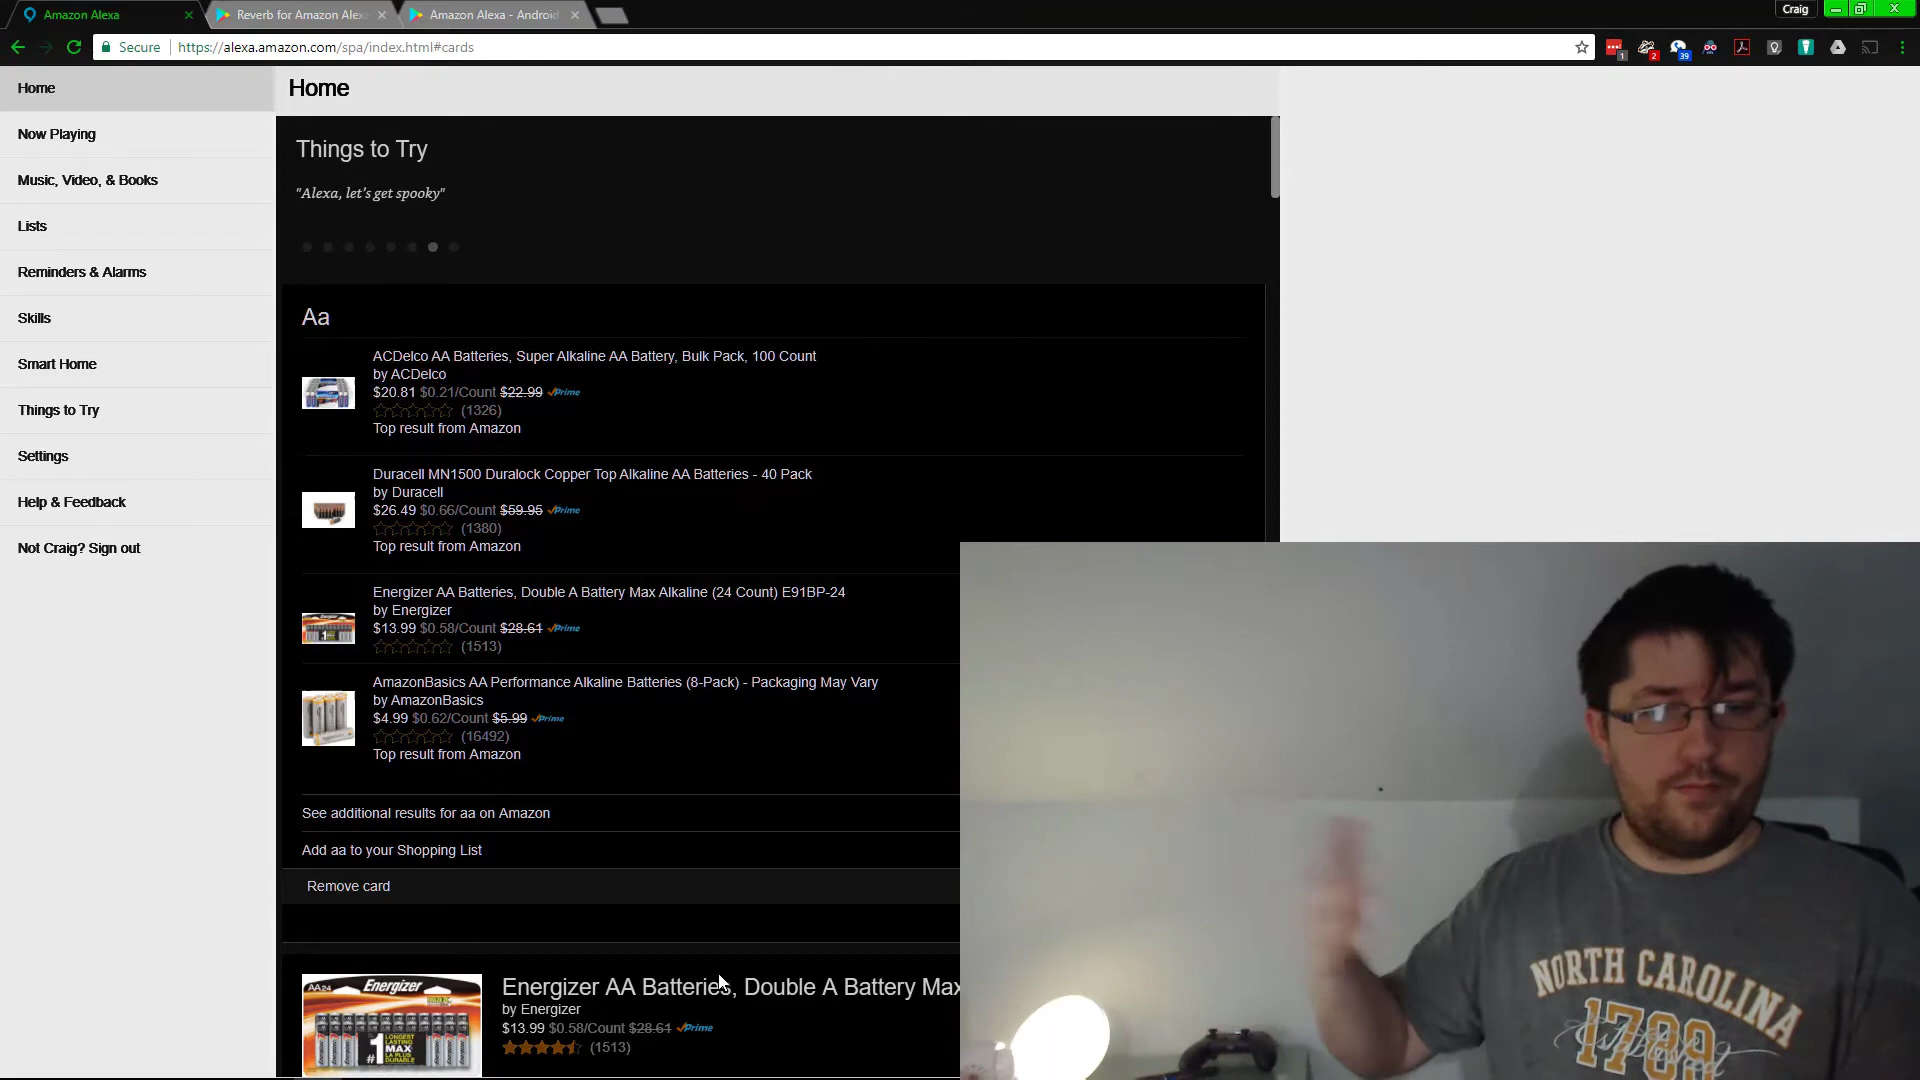 Amazon Alexa
Reverb for Amazon Alexa
Amazon Alexa - Android
Craig
Secure
https://alexa.amazon.com/spa/index.html#cards
1
2
39
Home
Now Playing
Music, Video, & Books
Lists
Reminders & Alarms
Skills
Smart Home
Things to Try
Settings
Help & Feedback
Not Craig? Sign out
Home
Things to Try
"Alexa, let's get spooky"
Aa
ACDelco AA Batteries, Super Alkaline AA Battery, Bulk Pack, 100 Count
by ACDelco
$20.81 $0.21/Count $22.99 Prime
(1326)
Top result from Amazon
Duracell MN1500 Duralock Copper Top Alkaline AA Batteries - 40 Pack
by Duracell
$26.49 $0.66/Count $59.95 Prime
(1380)
Top result from Amazon
Energizer AA Batteries, Double A Battery Max Alkaline (24 Count) E91BP-24
by Energizer
$13.99 $0.58/Count $28.61 Prime
(1513)
AmazonBasics AA Performance Alkaline Batteries (8-Pack) - Packaging May Vary
by AmazonBasics
$4.99 $0.62/Count $5.99 Prime
(16492)
Top result from Amazon
See additional results for aa on Amazon
Add aa to your Shopping List
Remove card
AA24 Energizer
#1
LONGEST
LASTING
MAX
Energizer AA Batteries, Double A Battery Max
by Energizer
$13.99 $0.58/Count $28.61 Prime
(1513)
NORTH CAROLINA
1789
Established